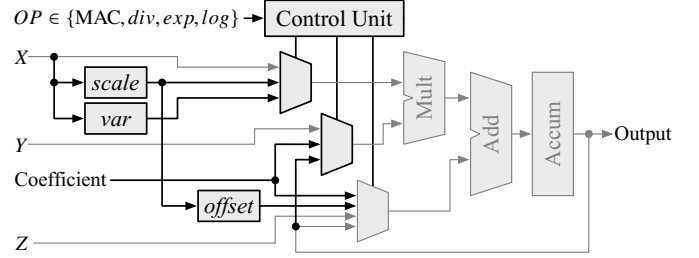 OP ∈ {MAC, div, exp, log}
Control Unit
X
scale
var
Mult
Add
Accum
Output
Y
Coefficient
offset
Z